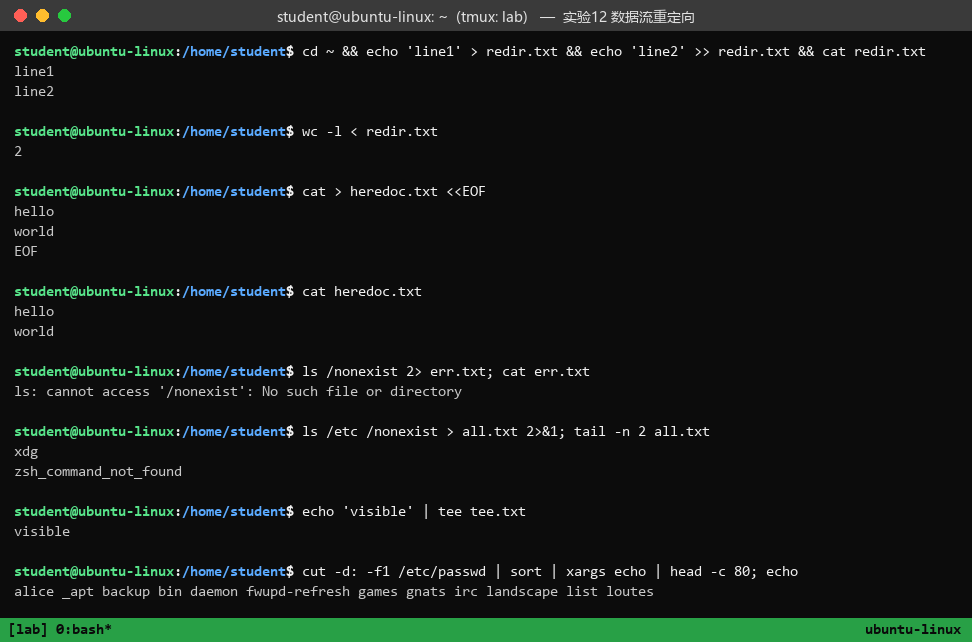 student@ubuntu-linux: ~ (tmux: lab) — 实验12 数据流重定向
student@ubuntu-linux:/home/student$ cd ~ && echo 'line1' > redir.txt && echo 'line2' >> redir.txt && cat redir.txt
line1
line2
student@ubuntu-linux:/home/student$ wc -l < redir.txt
2
student@ubuntu-linux:/home/student$ cat > heredoc.txt <<EOF
hello
world
EOF
student@ubuntu-linux:/home/student$ cat heredoc.txt
hello
world
student@ubuntu-linux:/home/student$ ls /nonexist 2> err.txt; cat err.txt
ls: cannot access '/nonexist': No such file or directory
student@ubuntu-linux:/home/student$ ls /etc /nonexist > all.txt 2>&1; tail -n 2 all.txt
xdg
zsh_command_not_found
student@ubuntu-linux:/home/student$ echo 'visible' | tee tee.txt
visible
student@ubuntu-linux:/home/student$ cut -d: -f1 /etc/passwd | sort | xargs echo | head -c 80; echo
alice _apt backup bin daemon fwupd-refresh games gnats irc landscape list loutes
[lab] 0:bash* ubuntu-linux